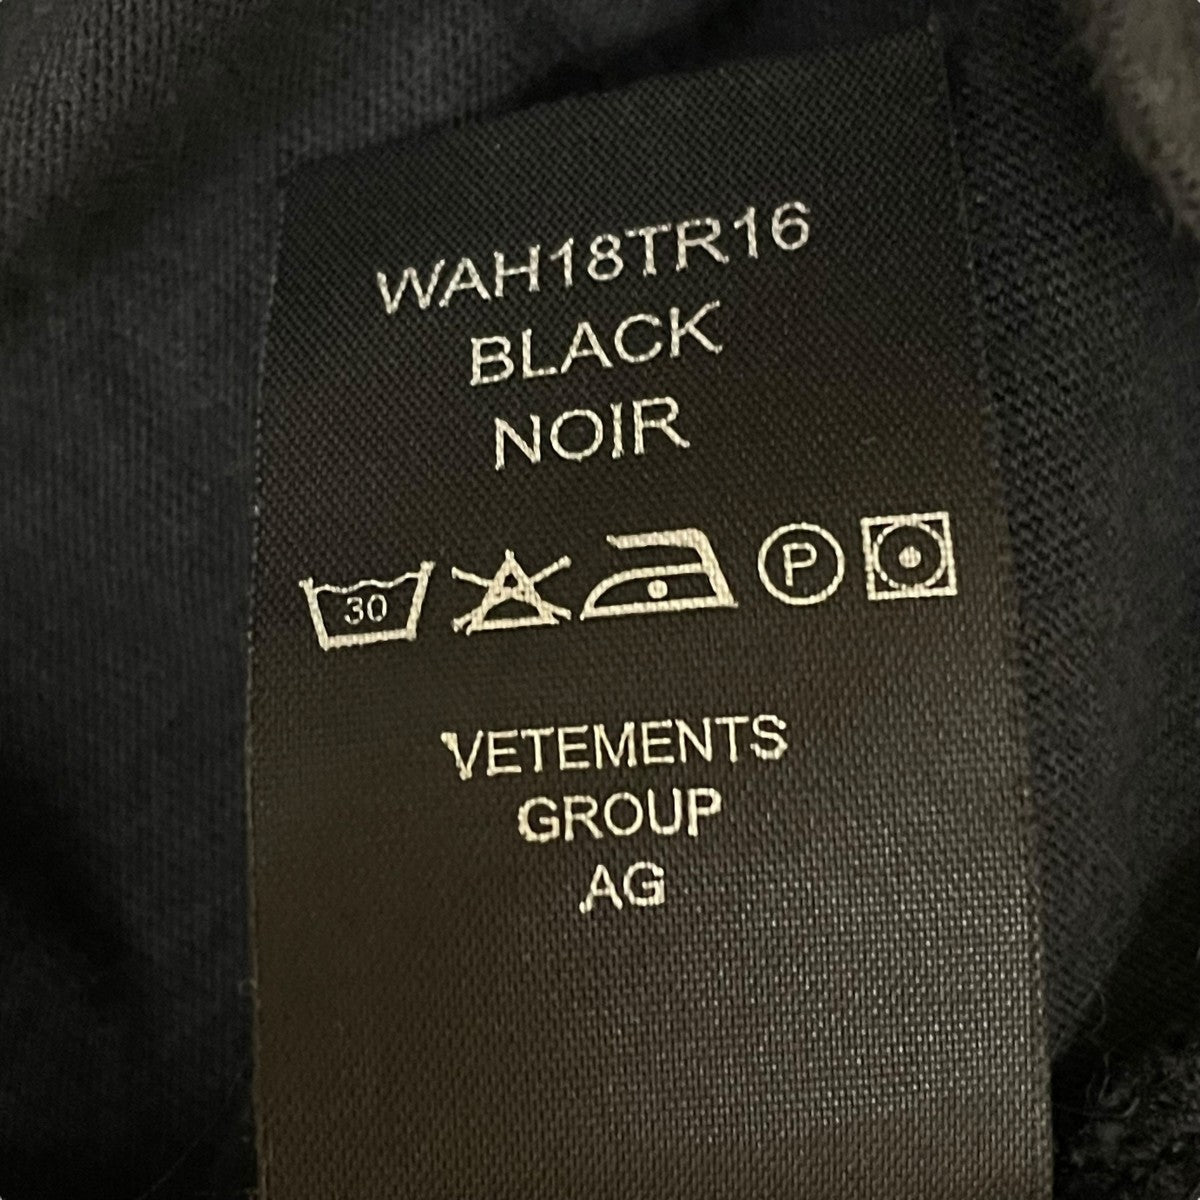 WAH18TR16
BLACK
NOIR
30 P
VETEMENTS
GROUP
AG